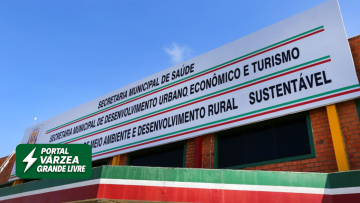 SECRETARIA MUNICIPAL DE SAÚDE
SECRETARIA MUNICIPAL DE DESENVOLVIMENTO URBANO, ECONÔMICO E TURISMO
DE MEIO AMBIENTE E DESENVOLVIMENTO RURAL SUSTENTÁVEL
PORTAL
VÁRZEA
GRANDE LIVRE